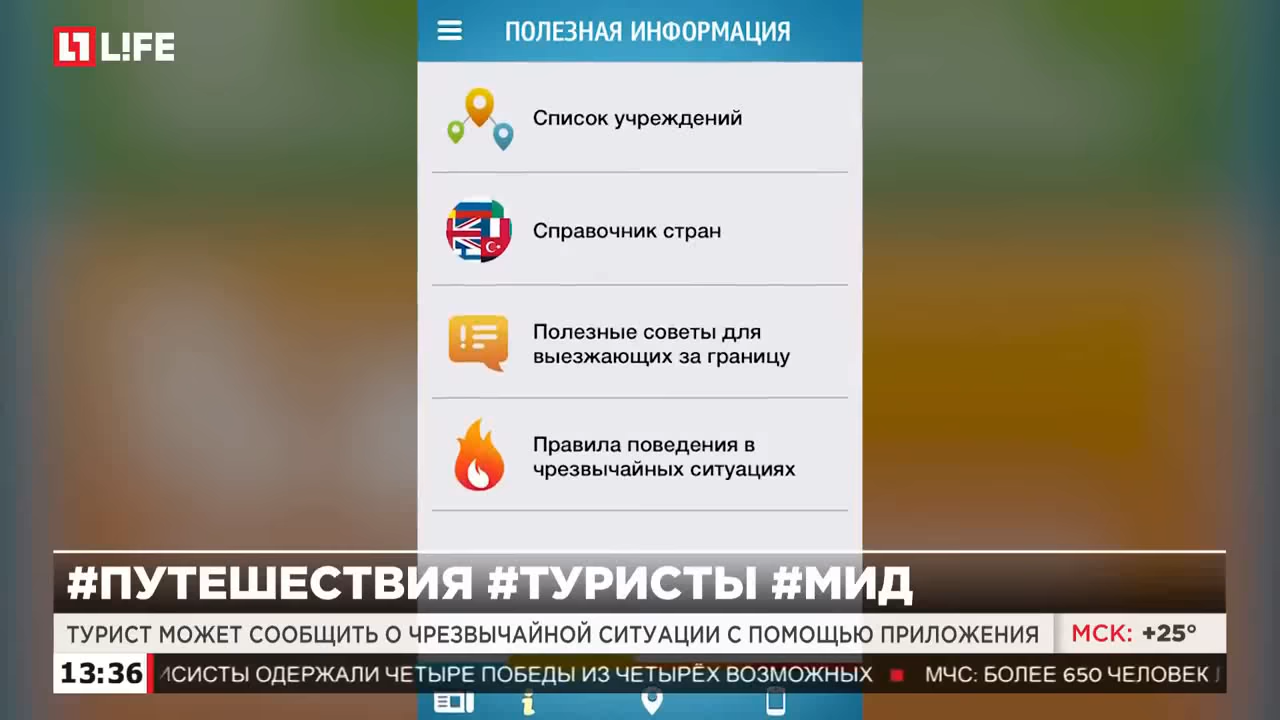 L!FE
ПОЛЕЗНАЯ ИНФОРМАЦИЯ
Список учреждений
Справочник стран
Полезные советы для
выезжающих за границу
Правила поведения в
чрезвычайных ситуациях
#ПУТЕШЕСТВИЯ #ТУРИСТЫ #МИД
ТУРИСТ МОЖЕТ СООБЩИТЬ О ЧРЕЗВЫЧАЙНОЙ СИТУАЦИИ С ПОМОЩЬЮ ПРИЛОЖЕНИЯ
МСК: +25°
13:36
ИСИСТЫ ОДЕРЖАЛИ ЧЕТЫРЕ ПОБЕДЫ ИЗ ЧЕТЫРЁХ ВОЗМОЖНЫХ ■ МЧС: БОЛЕЕ 650 ЧЕЛОВЕК